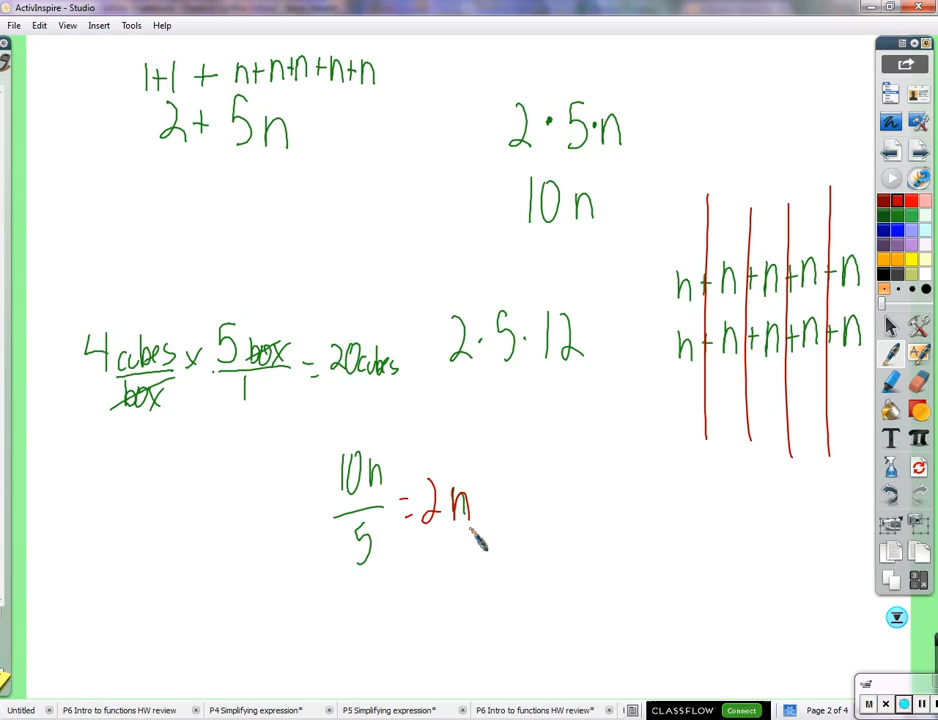 ActivInspire - Studio
File Edit View Insert Tools Help
1+1 + n+n+n+n+n
2+ 5n
2·5·n
10n
n+n+n+n+n
n+n+n+n+n
4 cubes/box x 5 box/1 = 20cubes
2·5·12
10n/5 = 2n
Untitled P6 Intro to functions HW review P4 Simplifying expression* P5 Simplifying expression* P6 Intro to functions HW review* CLASSFLOW Connect Page 2 of 4
M